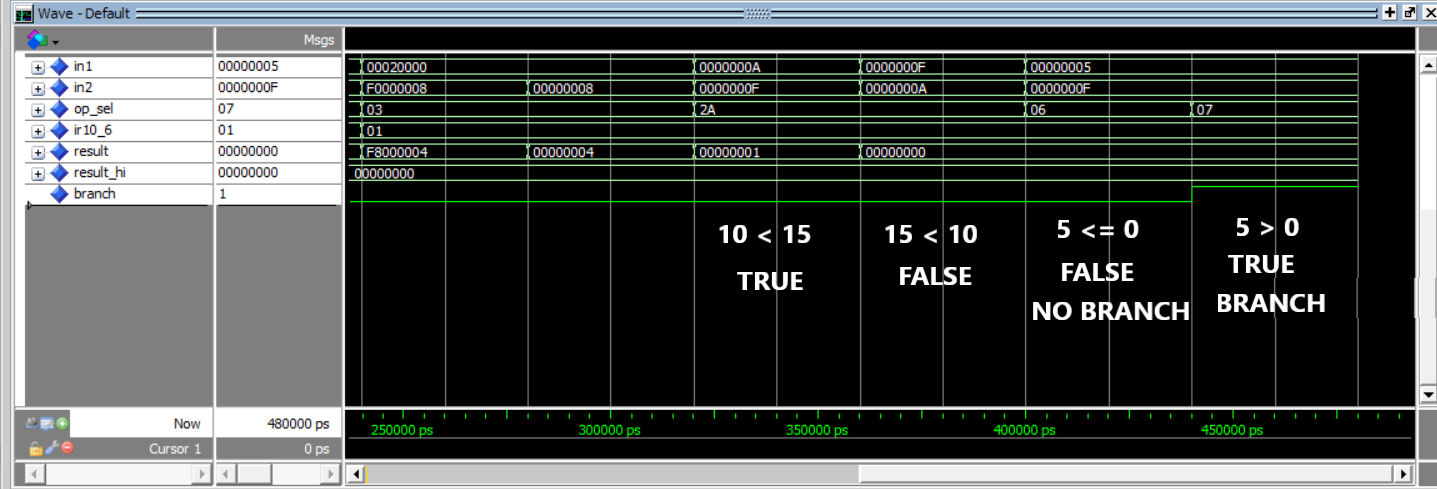 Wave - Default
Msgs
in1 00000005 00020000 0000000A 0000000F 00000005
in2 0000000F F0000008 00000008 0000000F 0000000A 0000000F
op_sel 07 03 2A 06 07
ir10_6 01 01
result 00000000 F8000004 00000004 00000001 00000000
result_hi 00000000 00000000
branch 1
10 < 15 15 < 10 5 <= 0 5 > 0
TRUE FALSE FALSE TRUE
NO BRANCH BRANCH
Now 480000 ps
250000 ps 300000 ps 350000 ps 400000 ps 450000 ps
Cursor 1 0 ps